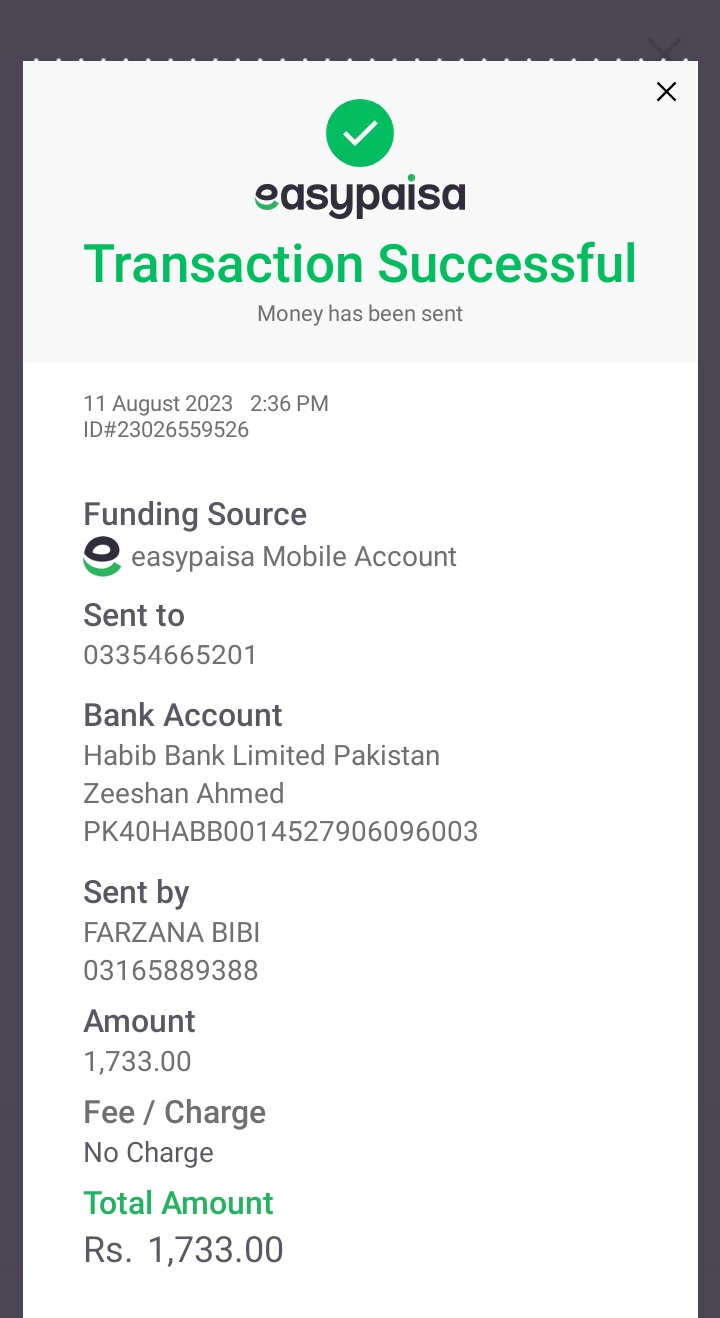 easypaisa
Transaction Successful
Money has been sent
11 August 2023 2:36 PM
ID#23026559526
Funding Source
easypaisa Mobile Account
Sent to
03354665201
Bank Account
Habib Bank Limited Pakistan
Zeeshan Ahmed
PK40HABB0014527906096003
Sent by
FARZANA BIBI
03165889388
Amount
1,733.00
Fee / Charge
No Charge
Total Amount
Rs. 1,733.00